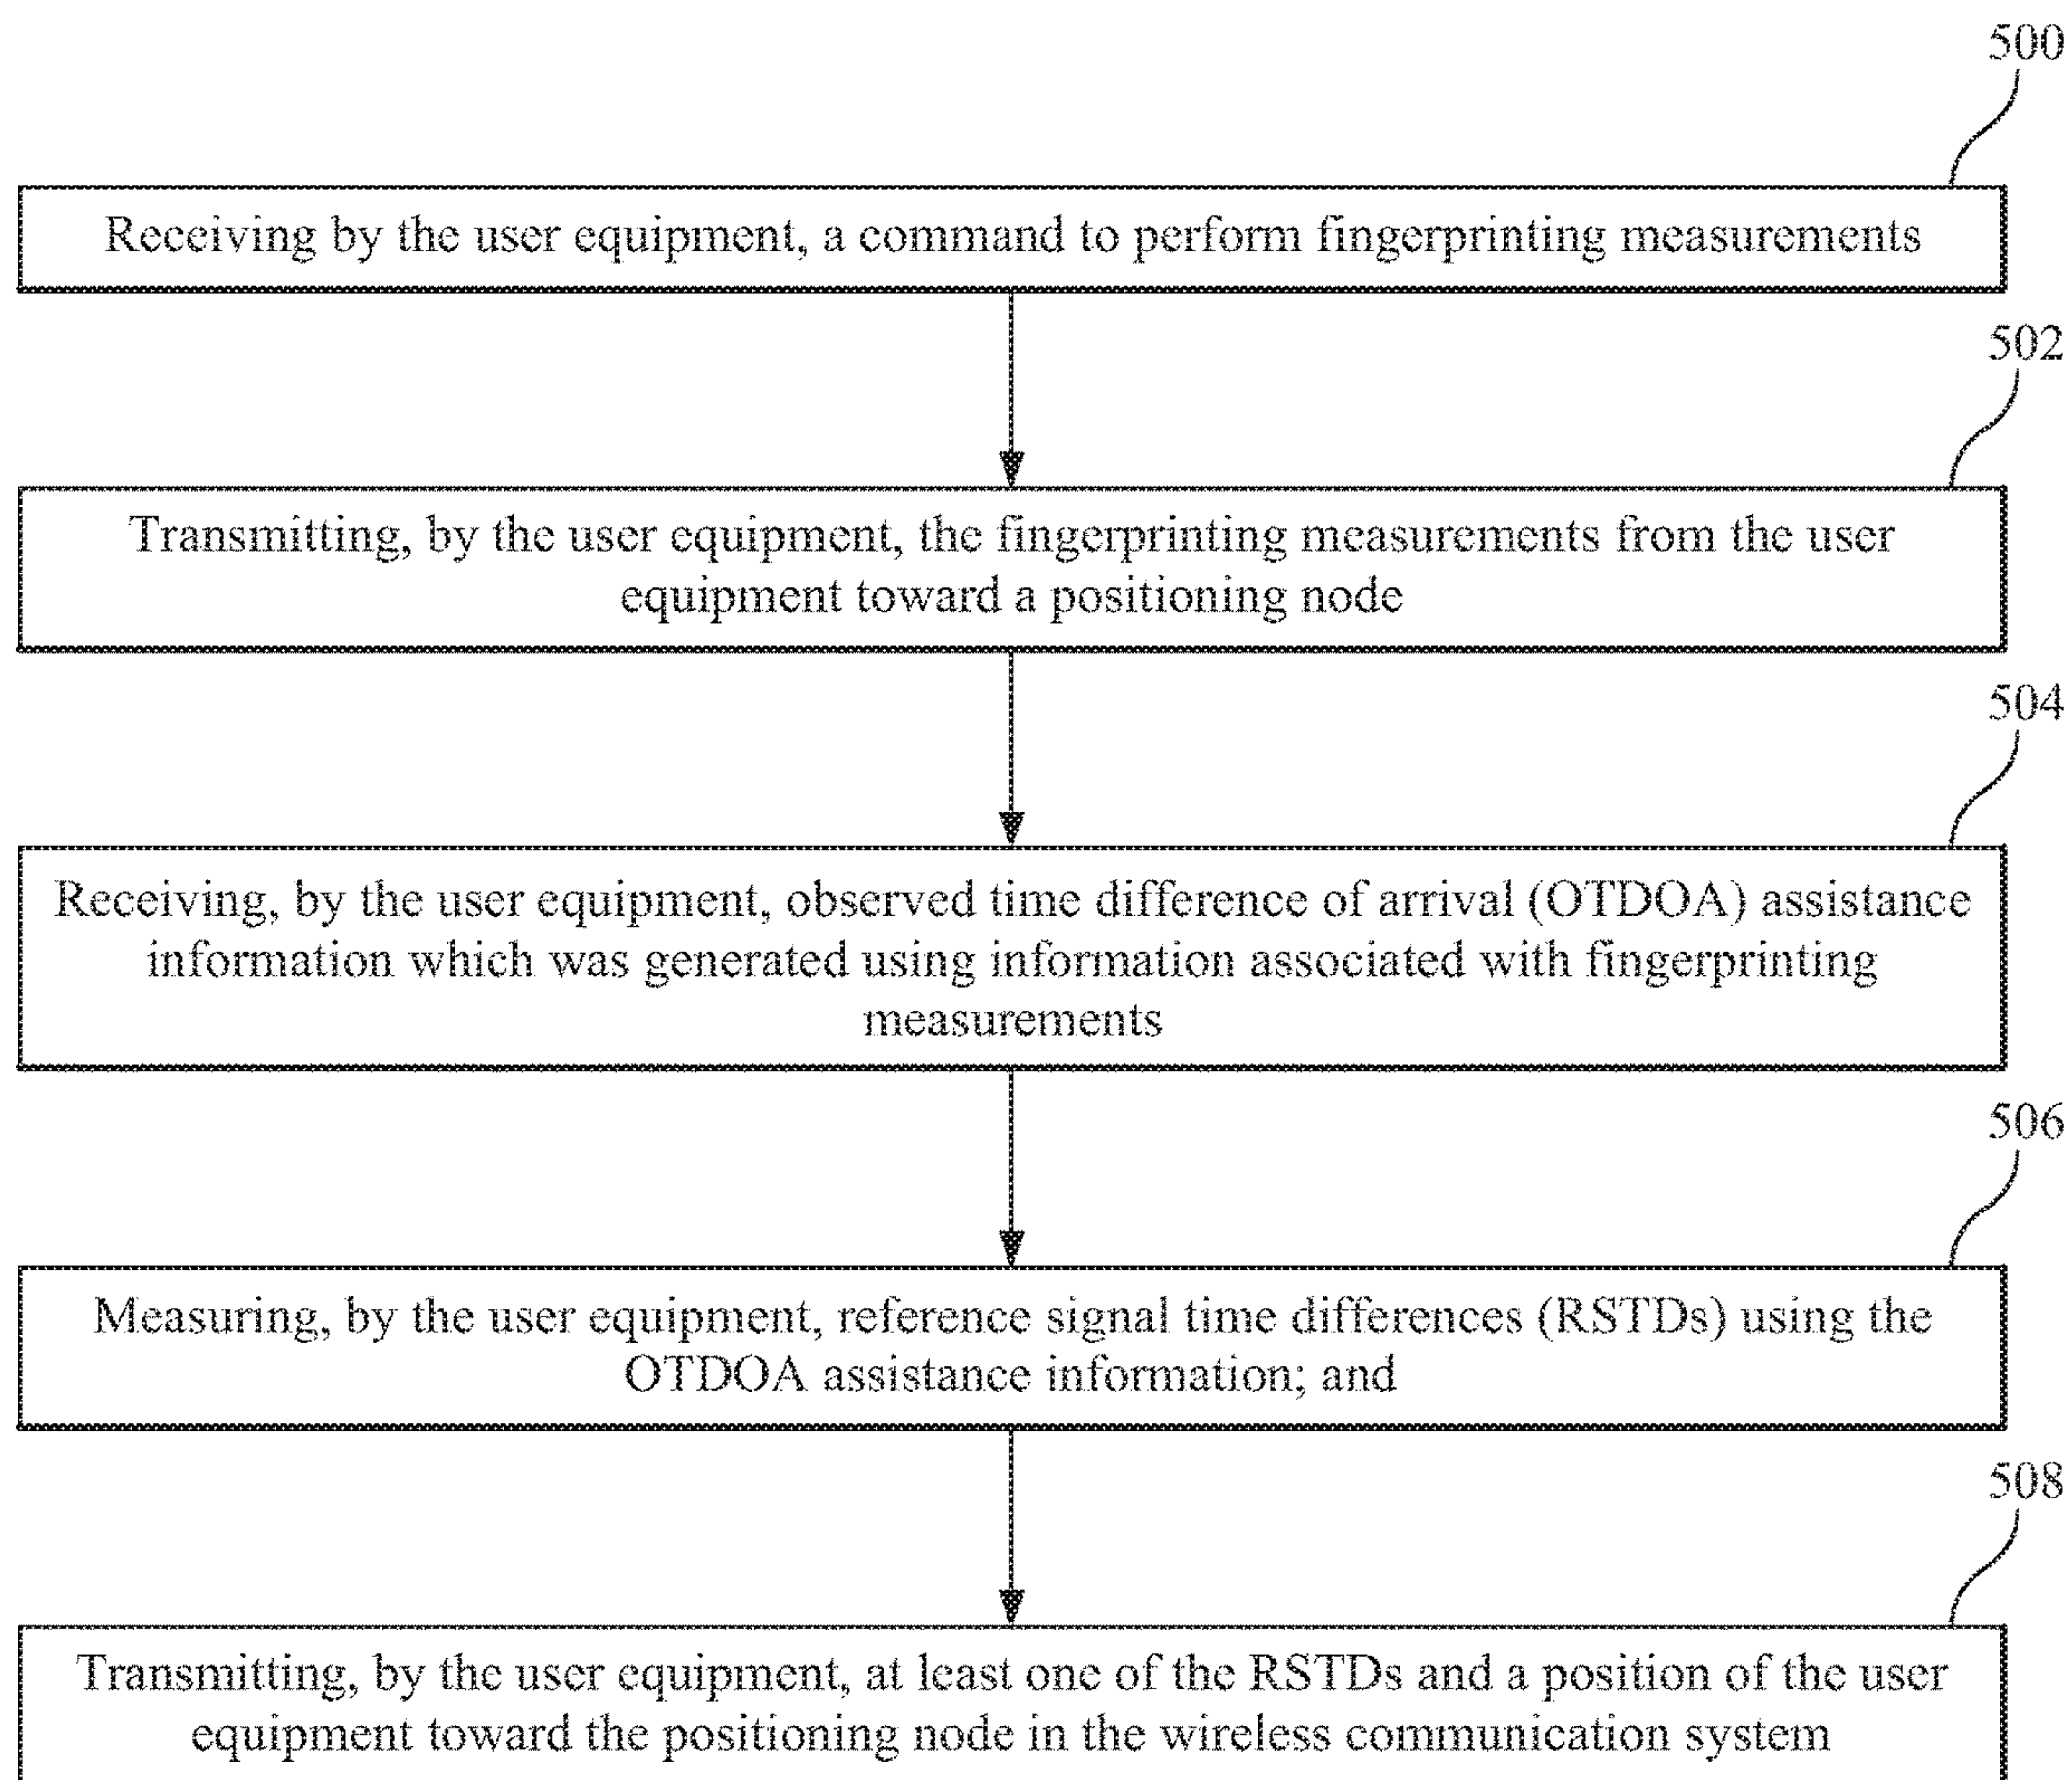 500
Receiving by the user equipment, a command to perform fingerprinting measurements
502
Transmitting, by the user equipment, the fingerprinting measurements from the user
equipment toward a positioning node
504
Receiving, by the user equipment, observed time difference of arrival (OTDOA) assistance
information which was generated using information associated with fingerprinting
measurements
506
Measuring, by the user equipment, reference signal time differences (RSTDs) using the
OTDOA assistance information; and
508
Transmitting, by the user equipment, at least one of the RSTDs and a position of the user
equipment toward the positioning node in the wireless communication system